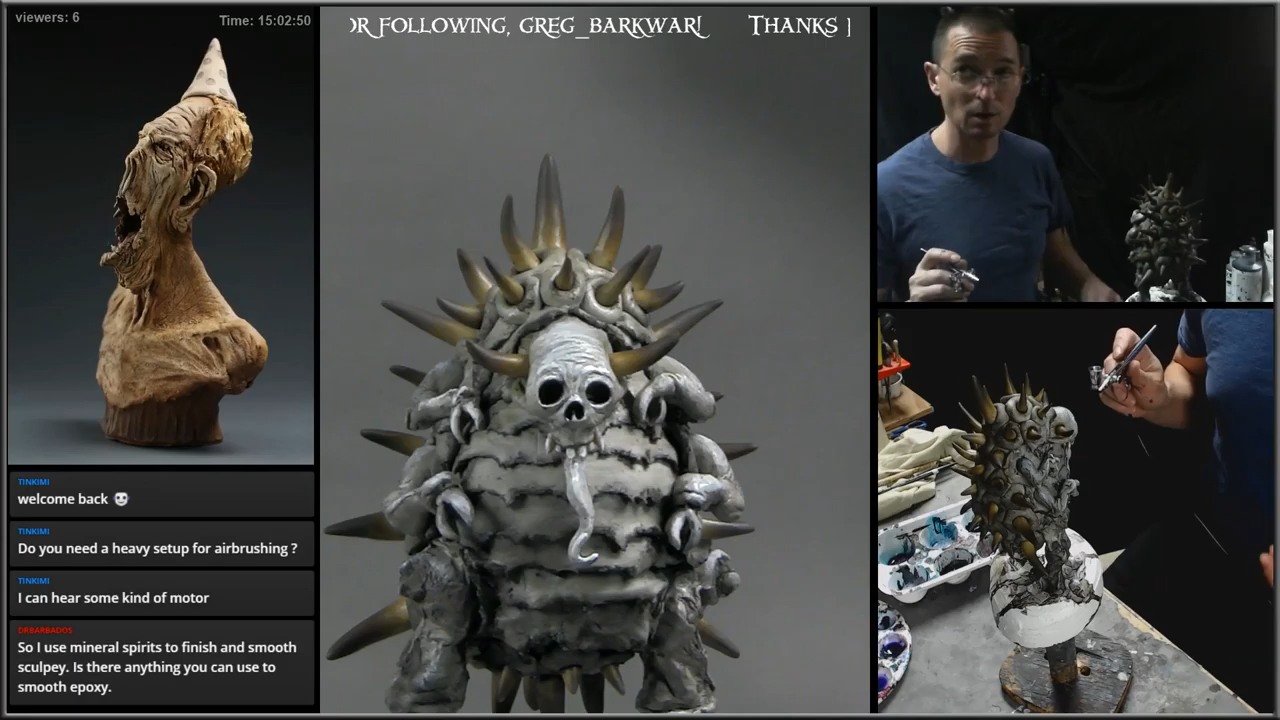 viewers: 6
Time: 15:02:50
OR FOLLOWING, GREG_BARKWAR
THANKS
TINKIMI
welcome back
TINKIMI
Do you need a heavy setup for airbrushing ?
TINKIMI
I can hear some kind of motor
DRBARBADOS
So I use mineral spirits to finish and smooth
sculpey. Is there anything you can use to
smooth epoxy.